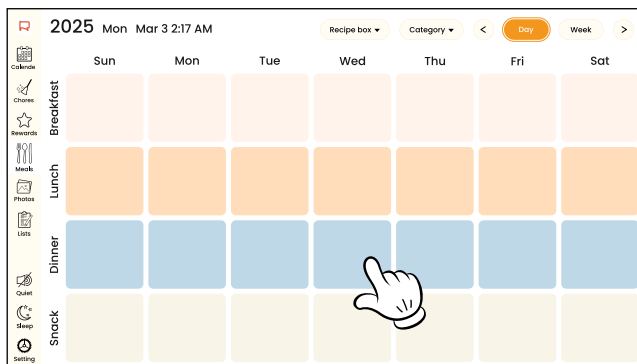 2025 Mon Mar 3 2:17 AM
Recipe box ▾ Category ▾ < Day Week >
Sun Mon Tue Wed Thu Fri Sat
Breakfast
Lunch
Dinner
Snack
Calende
Chores
Rewards
Meals
Photos
Lists
Quiet
Sleep
Setting